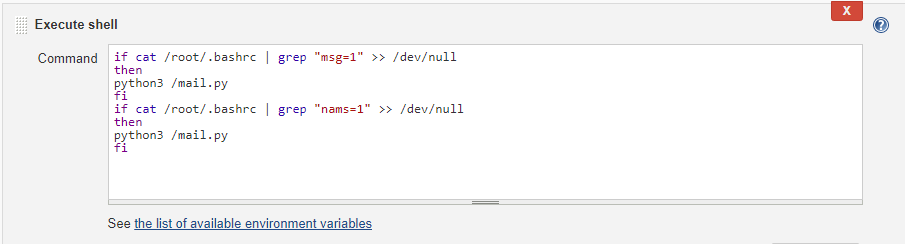 X
Execute shell
?
Command
if cat /root/.bashrc | grep "msg=1" >> /dev/null
then
python3 /mail.py
fi
if cat /root/.bashrc | grep "nams=1" >> /dev/null
then
python3 /mail.py
fi
See the list of available environment variables